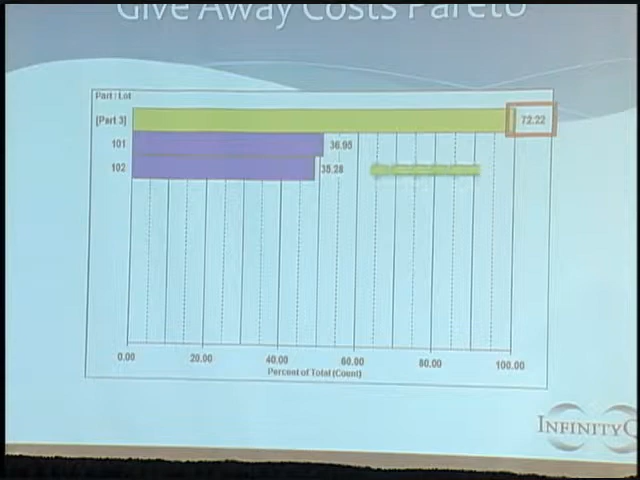 Give Away Costs Pareto
Part : Lot
[Part 3] 72.22
101 36.95
102 35.28
0.00 20.00 40.00 60.00 80.00 100.00
Percent of Total (Count)
INFINITY